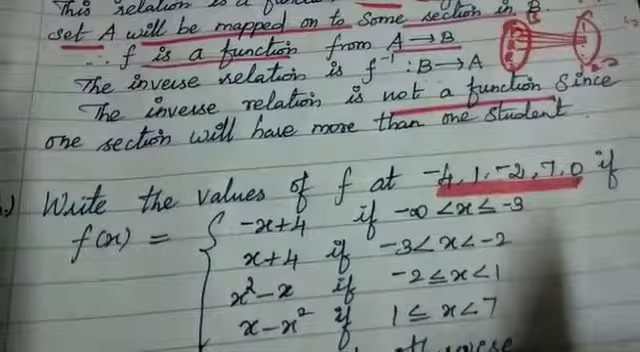 This relation is a
set A will be mapped on to some section in B.
∴ f is a function from A → B
The inverse relation is f⁻¹ : B → A
The inverse relation is not a function since
one section will have more than one student.
.) Write the values of f at -4, 1, -2, 7, 0 if
f(x) = { -x+4 if -∞ < x ≤ -3
x+4 if -3 < x < -2
x²-x if -2 ≤ x < 1
x-x² if 1 ≤ x < 7